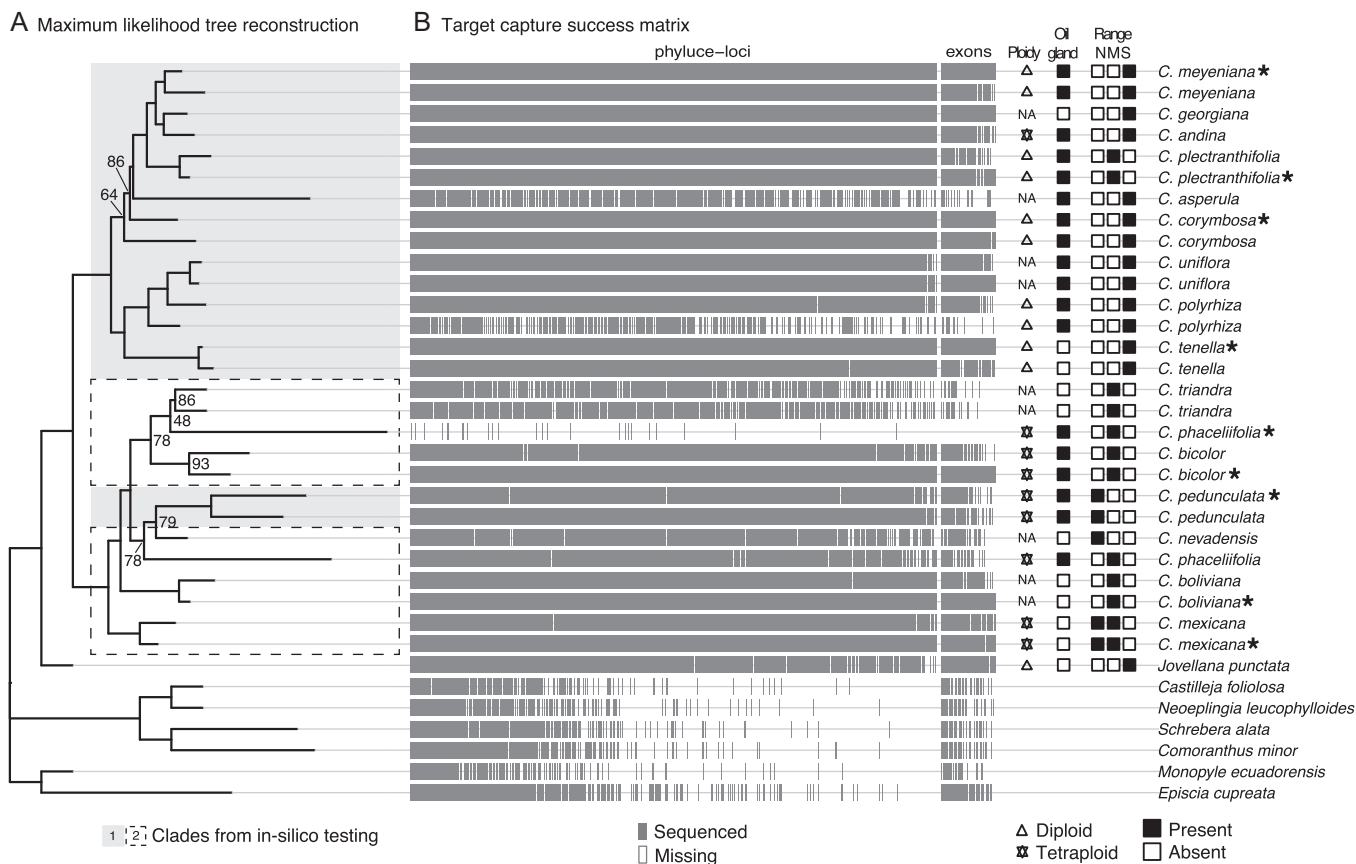 A Maximum likelihood tree reconstruction
B Target capture success matrix
phyluce-loci
exons
Ploidy
Oil
gland
Range
NMS
C. meyeniana*
C. meyeniana
NA
C. georgiana
C. andina
86
C. plectranthifolia
C. plectranthifolia*
64
NA
C. asperula
C. corymbosa*
C. corymbosa
NA
C. uniflora
NA
C. uniflora
C. polyrhiza
C. polyrhiza
C. tenella*
C. tenella
86
NA
C. triandra
48
NA
C. triandra
78
C. phaceliifolia*
C. bicolor
93
C. bicolor*
C. pedunculata*
79
C. pedunculata
NA
C. nevadensis
78
C. phaceliifolia
NA
C. boliviana
NA
C. boliviana*
C. mexicana
C. mexicana*
Jovellana punctata
Castilleja foliolosa
Neoeplingia leucophylloides
Schrebera alata
Comoranthus minor
Monopyle ecuadorensis
Episcia cupreata
1 2 Clades from in-silico testing
Sequenced
Missing
Diploid
Tetraploid
Present
Absent